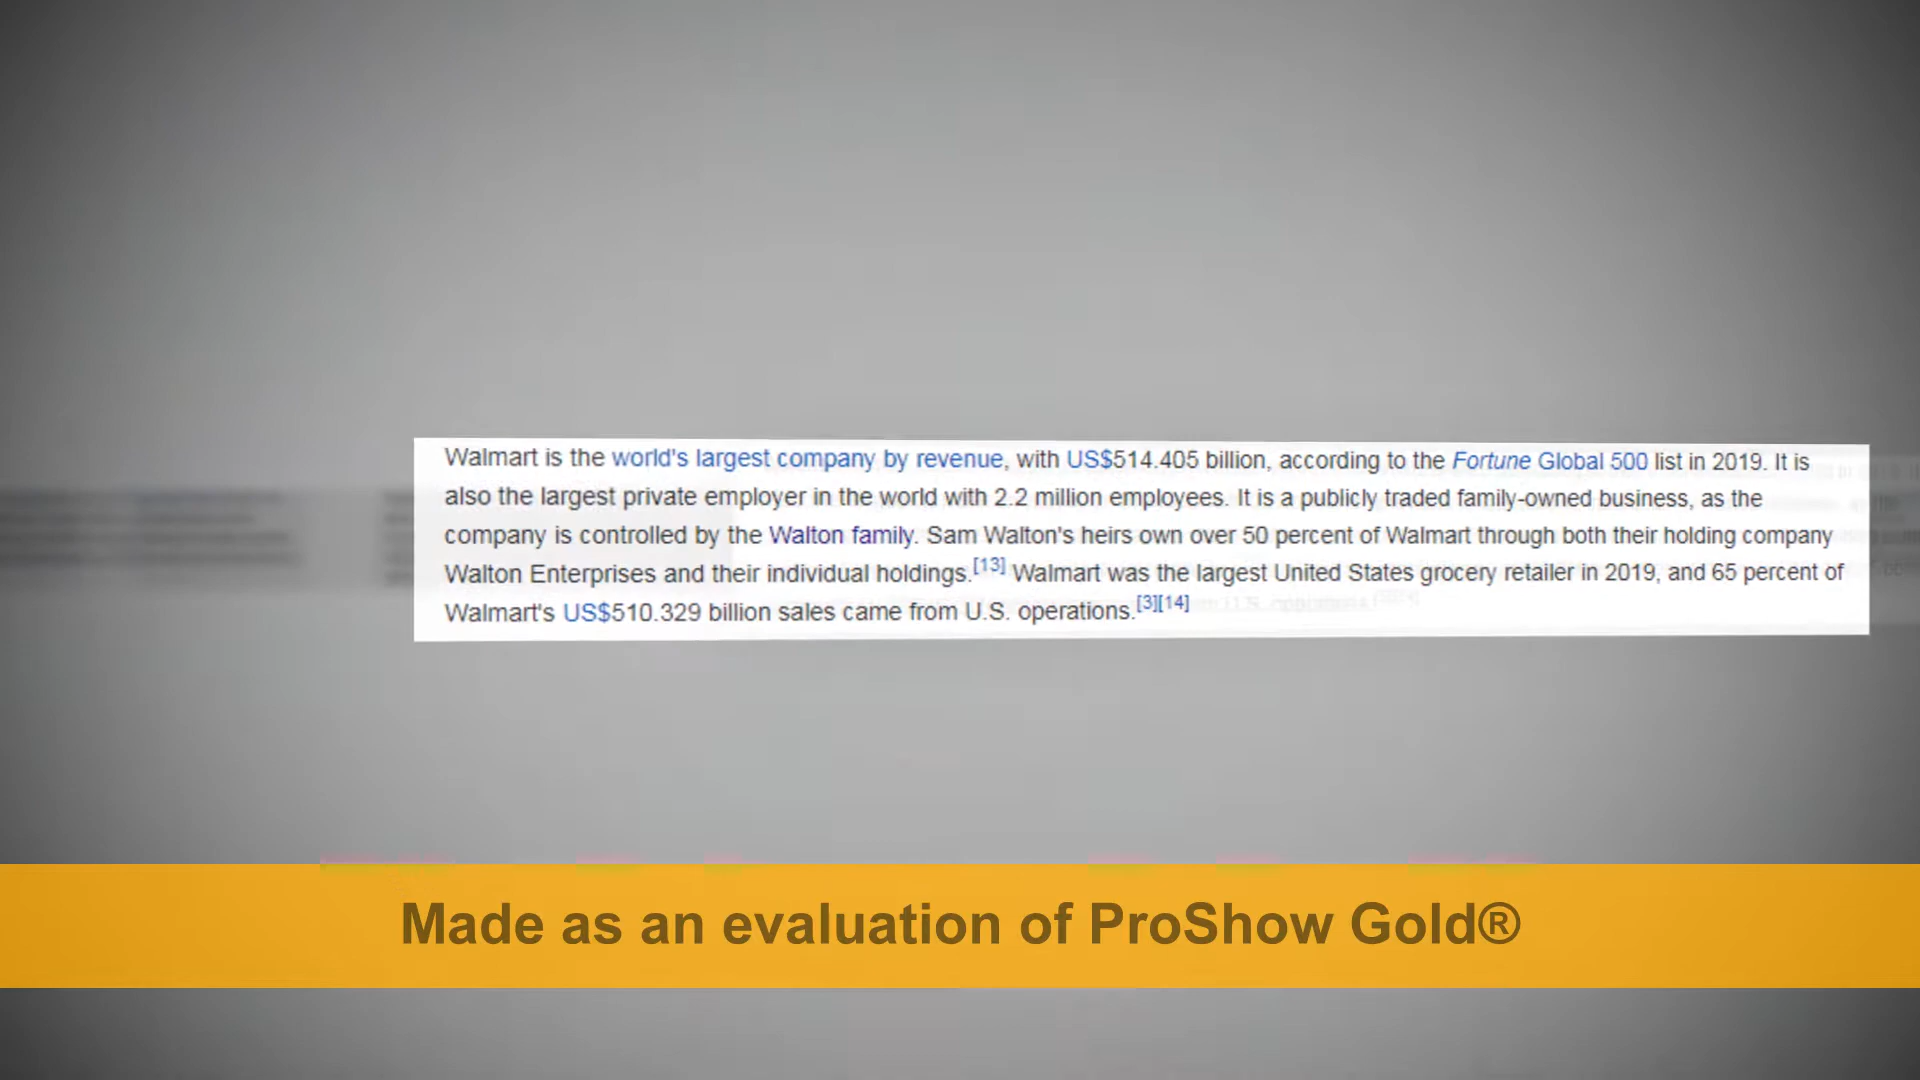 Walmart is the world's largest company by revenue, with US$514.405 billion, according to the Fortune Global 500 list in 2019. It is
also the largest private employer in the world with 2.2 million employees. It is a publicly traded family-owned business, as the
company is controlled by the Walton family. Sam Walton's heirs own over 50 percent of Walmart through both their holding company
Walton Enterprises and their individual holdings.[13] Walmart was the largest United States grocery retailer in 2019, and 65 percent of
Walmart's US$510.329 billion sales came from U.S. operations.[3][14]
Made as an evaluation of ProShow Gold®